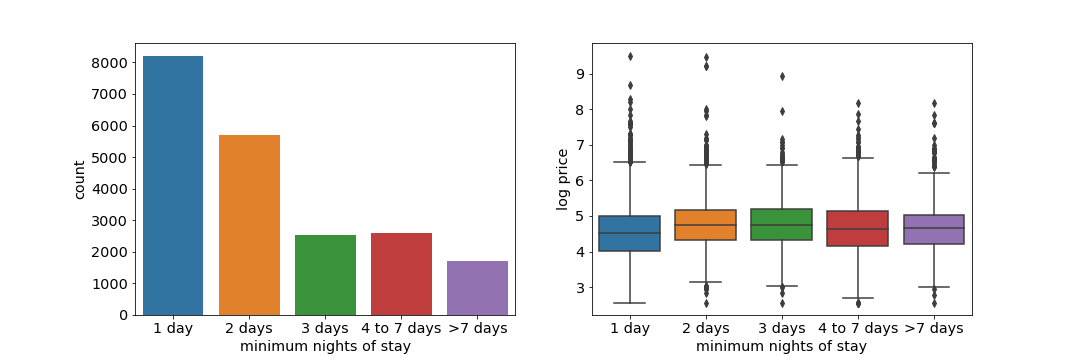 count
8000
7000
6000
5000
4000
3000
2000
1000
0
1 day 2 days 3 days 4 to 7 days >7 days
minimum nights of stay
log price
9
8
7
6
5
4
3
1 day 2 days 3 days 4 to 7 days >7 days
minimum nights of stay